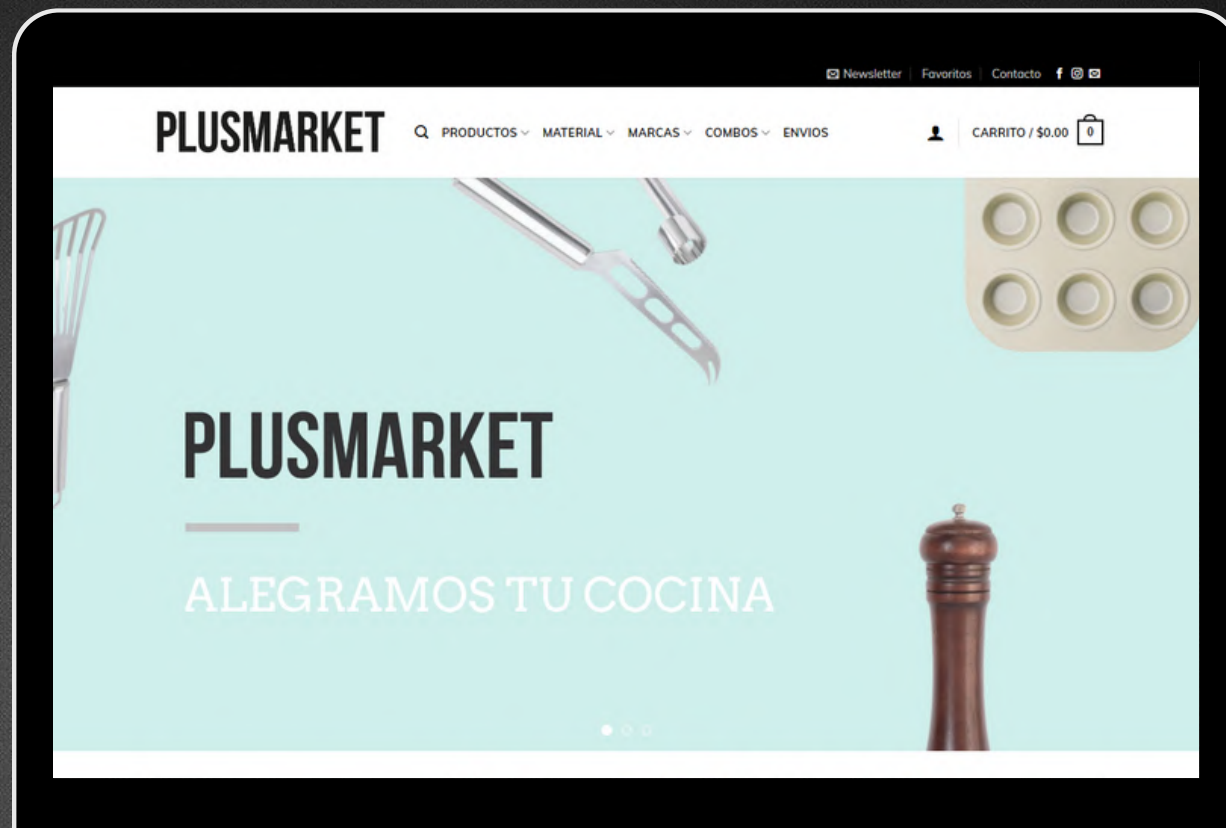 Newsletter Favoritos Contacto
PLUSMARKET PRODUCTOS MATERIAL MARCAS COMBOS ENVIOS CARRITO / $0.00 0
PLUSMARKET
ALEGRAMOS TU COCINA